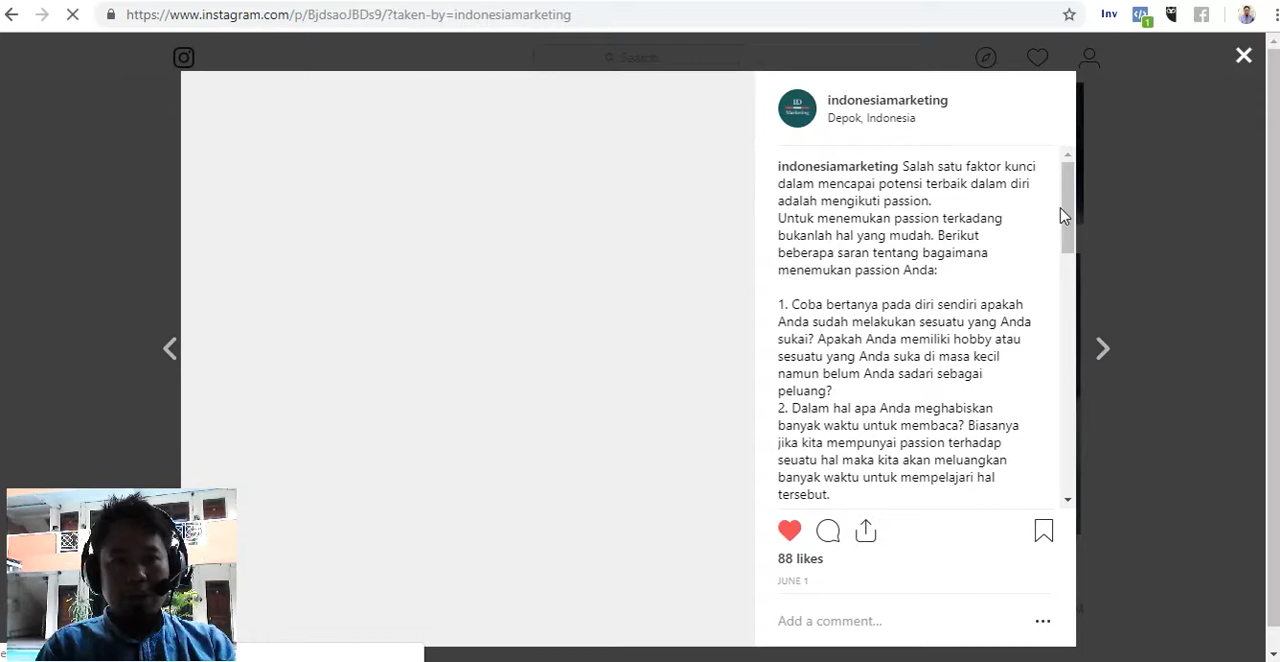 https://www.instagram.com/p/BjdsaoJBDs9/?taken-by=indonesiamarketing
Inv
1
Search
indonesiamarketing
Depok, Indonesia
ID
Marketing
indonesiamarketing Salah satu faktor kunci
dalam mencapai potensi terbaik dalam diri
adalah mengikuti passion.
Untuk menemukan passion terkadang
bukanlah hal yang mudah. Berikut
beberapa saran tentang bagaimana
menemukan passion Anda:
1. Coba bertanya pada diri sendiri apakah
Anda sudah melakukan sesuatu yang Anda
sukai? Apakah Anda memiliki hobby atau
sesuatu yang Anda suka di masa kecil
namun belum Anda sadari sebagai
peluang?
2. Dalam hal apa Anda meghabiskan
banyak waktu untuk membaca? Biasanya
jika kita mempunyai passion terhadap
seuatu hal maka kita akan meluangkan
banyak waktu untuk mempelajari hal
tersebut.
88 likes
JUNE 1
Add a comment...